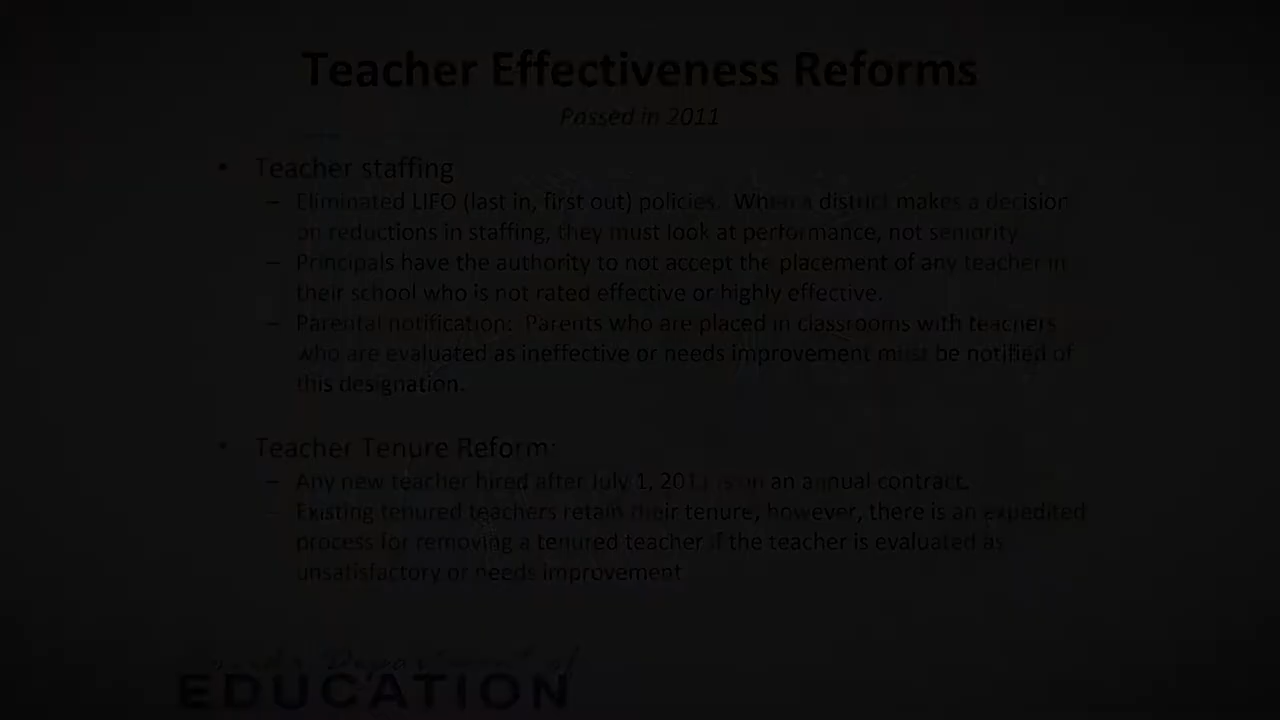 Teacher Effectiveness Reforms
Passed in 2011
• Teacher staffing
– Eliminated LIFO (last in, first out) policies. When a district makes a decision
on reductions in staffing, they must look at performance, not seniority
– Principals have the authority to not accept the placement of any teacher in
their school who is not rated effective or highly effective.
– Parental notification: Parents who are placed in classrooms with teachers
who are evaluated as ineffective or needs improvement must be notified of
this designation.
• Teacher Tenure Reform:
– Any new teacher hired after July 1, 2011 is on an annual contract.
– Existing tenured teachers retain their tenure, however, there is an expedited
process for removing a tenured teacher if the teacher is evaluated as
unsatisfactory or needs improvement
Department of
EDUCATION